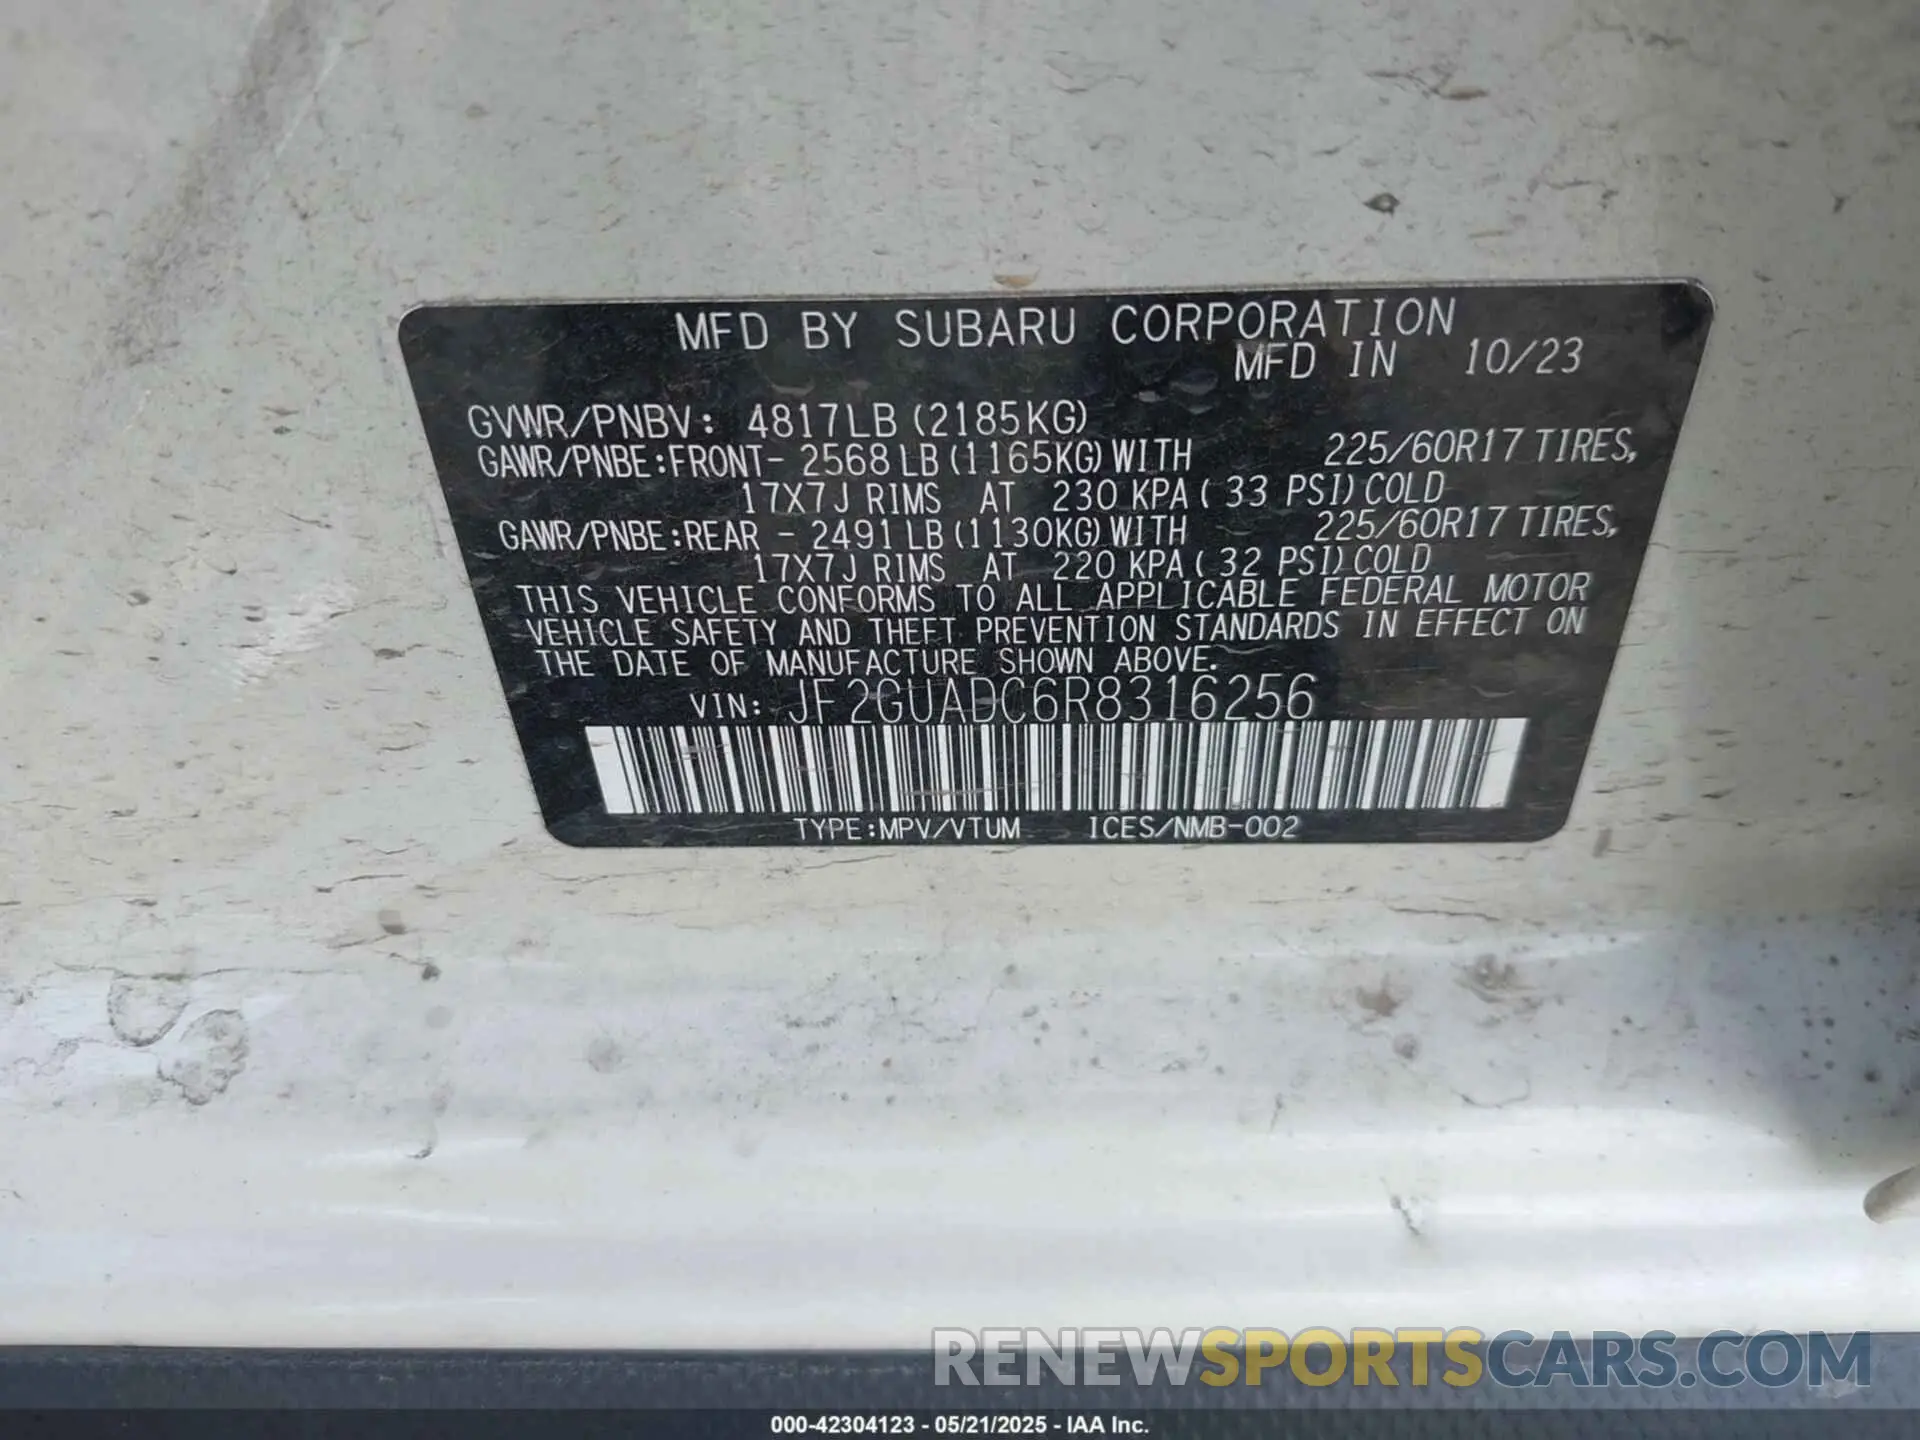 MFD BY SUBARU CORPORATION
MFD IN 10/23
GVWR/PNBV: 4817LB (2185KG)
GAWR/PNBE:FRONT- 2568LB (1165KG) WITH 225/60R17 TIRES,
17X7J RIMS AT 230 KPA ( 33 PSI) COLD
GAWR/PNBE:REAR - 2491LB (1130KG) WITH 225/60R17 TIRES,
17X7J RIMS AT 220 KPA ( 32 PSI) COLD
THIS VEHICLE CONFORMS TO ALL APPLICABLE FEDERAL MOTOR
VEHICLE SAFETY AND THEFT PREVENTION STANDARDS IN EFFECT ON
THE DATE OF MANUFACTURE SHOWN ABOVE.
VIN: JF2GUADC6R8316256
TYPE:MPV/VTUM ICES/NMB-002
RENEWSPORTSCARS.COM
000-42304123 - 05/21/2025 - IAA Inc.